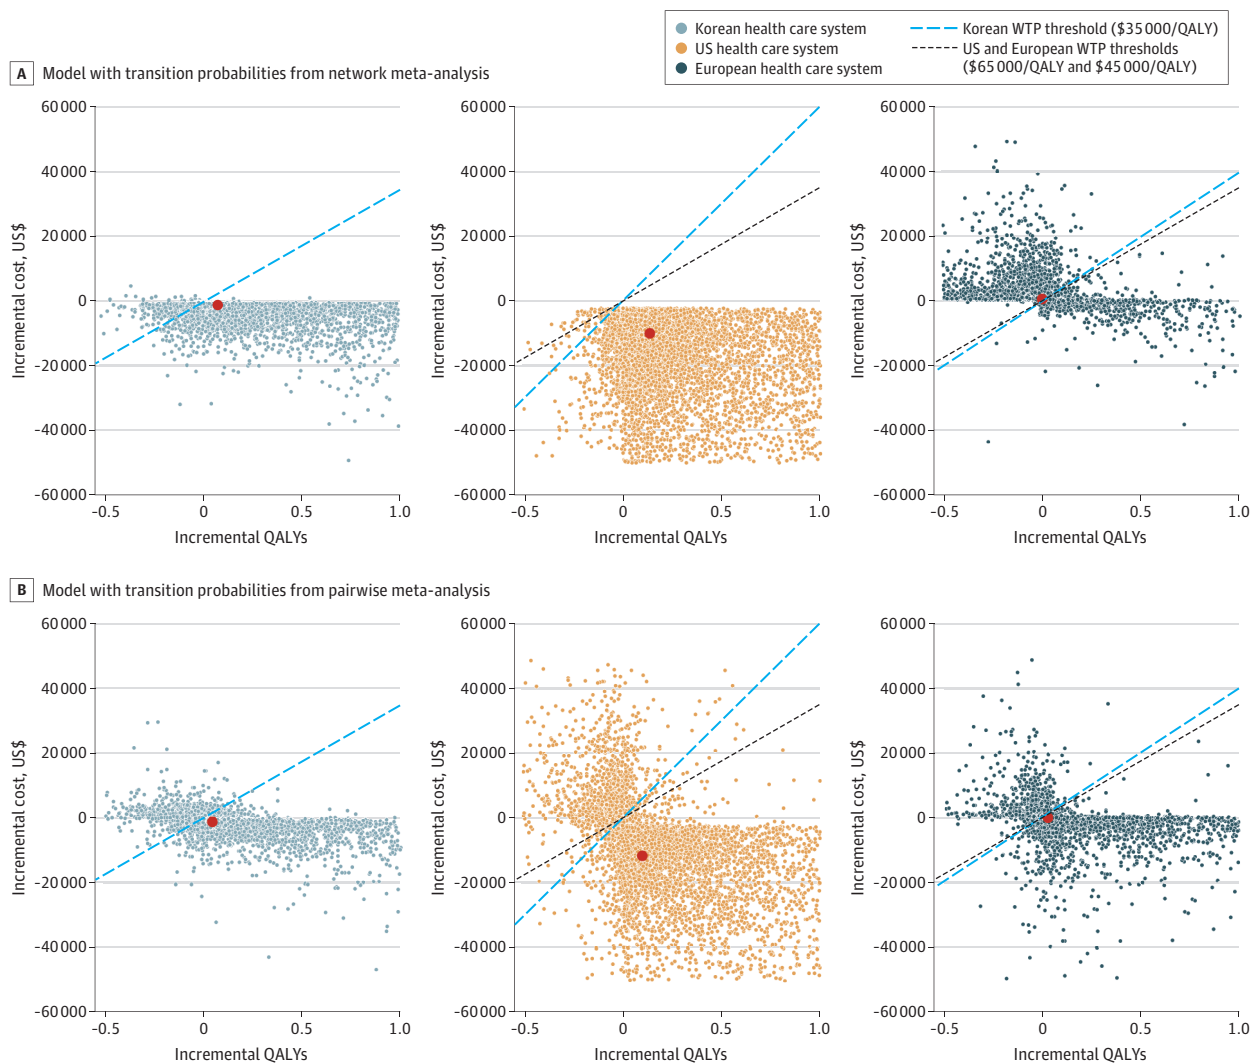 Korean health care system
US health care system
European health care system
Korean WTP threshold ($35 000/QALY)
US and European WTP thresholds
($65 000/QALY and $45 000/QALY)
A Model with transition probabilities from network meta-analysis
60 000
40 000
20 000
0
-20 000
-40 000
-60 000
Incremental cost, US$
-0.5 0 0.5 1.0
Incremental QALYs
60 000
40 000
20 000
0
-20 000
-40 000
-60 000
Incremental cost, US$
-0.5 0 0.5 1.0
Incremental QALYs
60 000
40 000
20 000
0
-20 000
-40 000
-60 000
Incremental cost, US$
-0.5 0 0.5 1.0
Incremental QALYs
B Model with transition probabilities from pairwise meta-analysis
60 000
40 000
20 000
0
-20 000
-40 000
-60 000
Incremental cost, US$
-0.5 0 0.5 1.0
Incremental QALYs
60 000
40 000
20 000
0
-20 000
-40 000
-60 000
Incremental cost, US$
-0.5 0 0.5 1.0
Incremental QALYs
60 000
40 000
20 000
0
-20 000
-40 000
-60 000
Incremental cost, US$
-0.5 0 0.5 1.0
Incremental QALYs